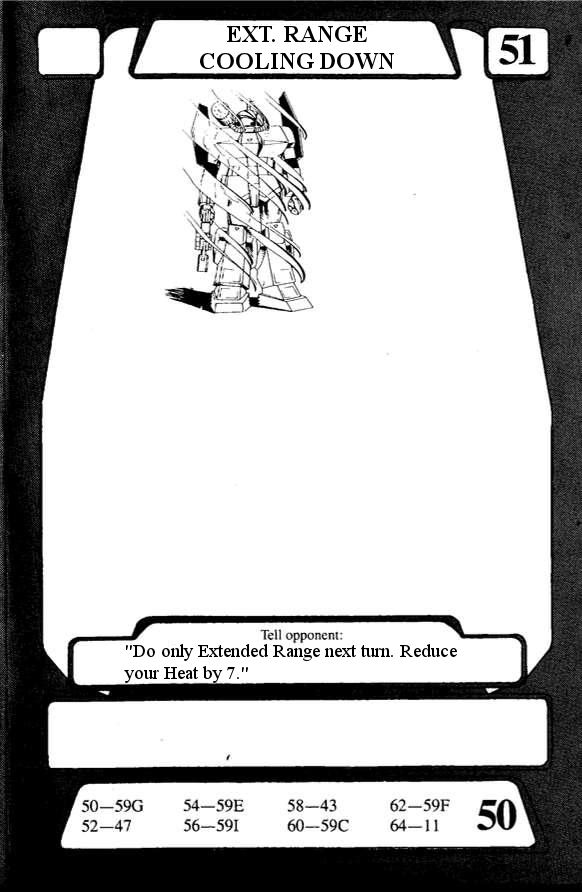 EXT. RANGE
COOLING DOWN
51
Tell opponent:
"Do only Extended Range next turn. Reduce
your Heat by 7."
50—59G 54—59E 58—43 62—59F
52—47 56—59I 60—59C 64—11
50